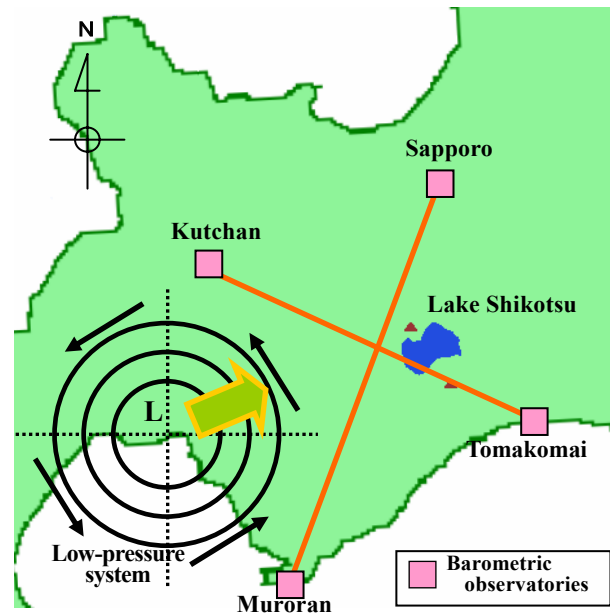 N
Sapporo
Kutchan
Lake Shikotsu
L
Tomakomai
Low-pressure
system
Muroran
Barometric
observatories